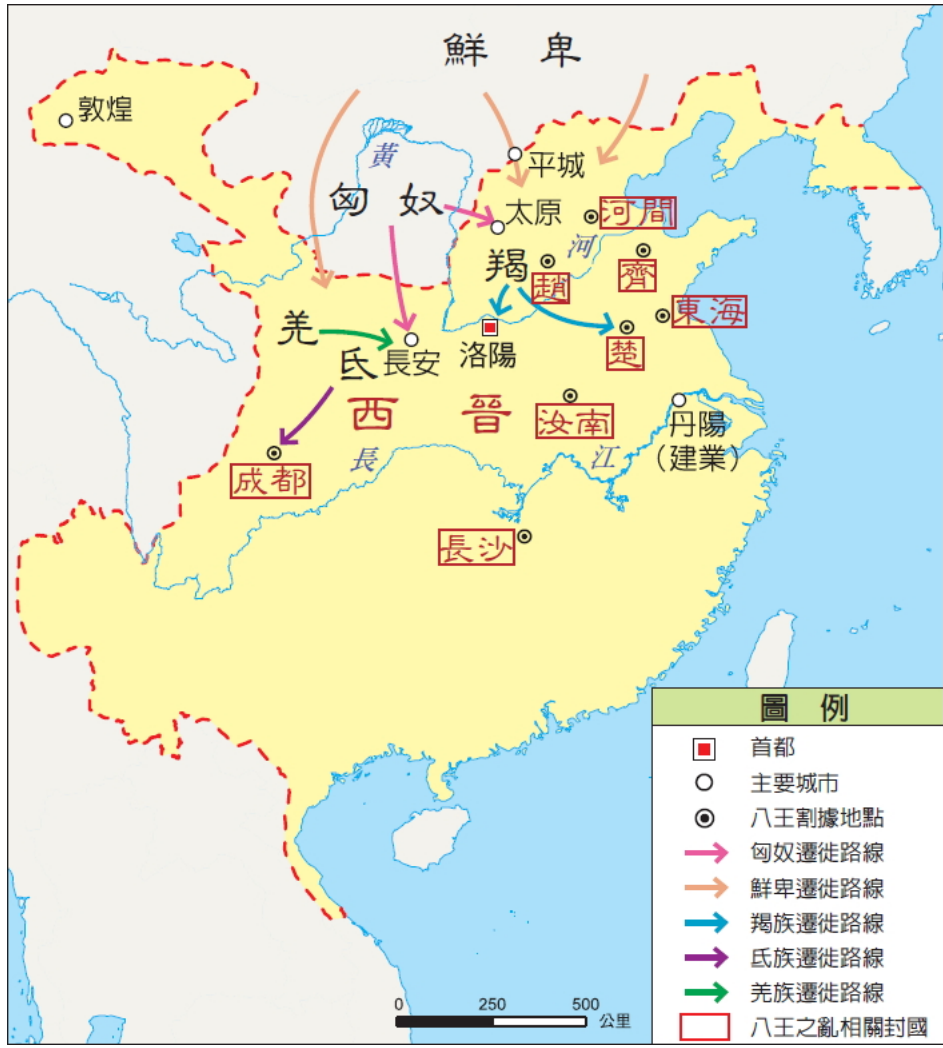 鮮卑
敦煌
黃
平城
匈奴
太原
河間
河
羯
趙
齊
東海
羌
氐
長安
洛陽
楚
西晉
汝南
丹陽
(建業)
成都
長
江
長沙
圖例
首都
主要城市
八王割據地點
匈奴遷徙路線
鮮卑遷徙路線
羯族遷徙路線
氐族遷徙路線
羌族遷徙路線
八王之亂相關封國
0 250 500 公里